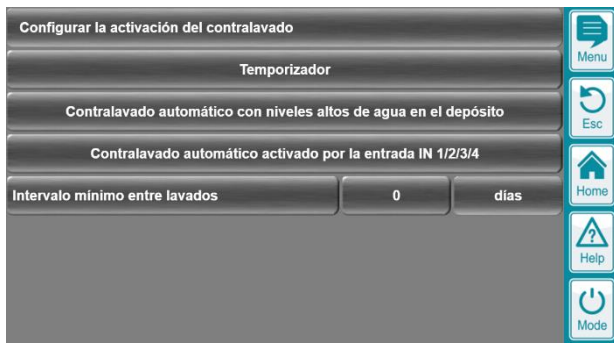 Configurar la activación del contralavado
Menu
Temporizador
Contralavado automático con niveles altos de agua en el depósito
Esc
Contralavado automático activado por la entrada IN 1/2/3/4
Intervalo mínimo entre lavados 0 días
Home
Help
Mode